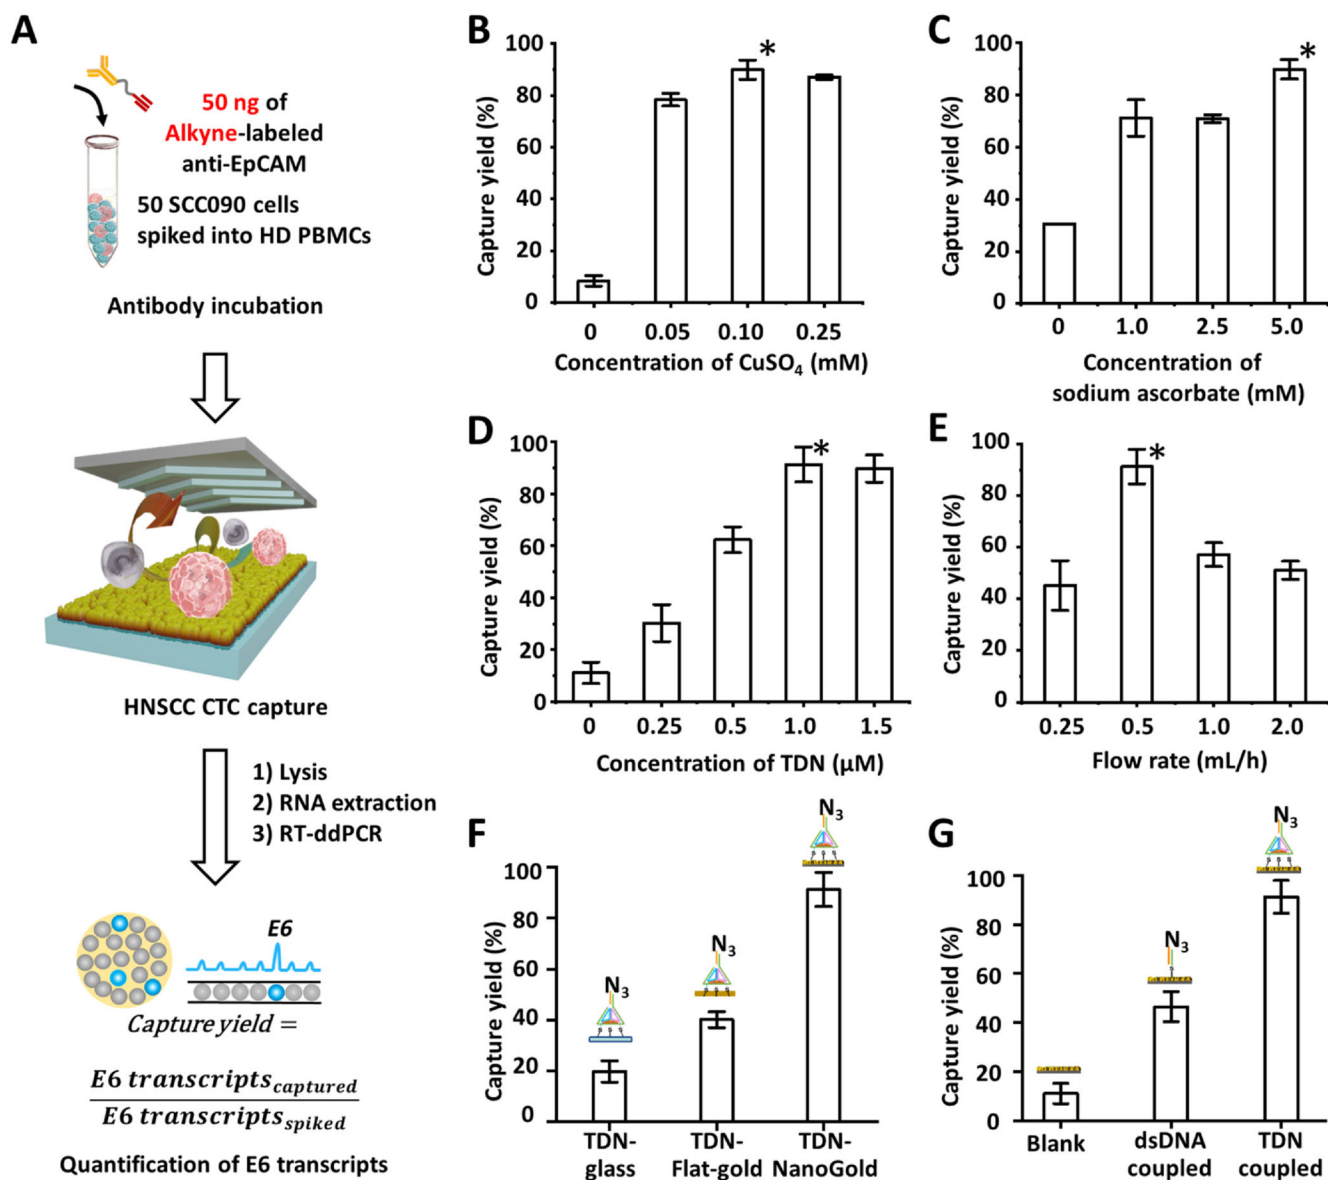 A
50 ng of
Alkyne-labeled
anti-EpCAM
50 SCC090 cells
spiked into HD PBMCs
Antibody incubation
HNSCC CTC capture
1) Lysis
2) RNA extraction
3) RT-ddPCR
E6
Capture yield =
E6 transcripts captured
E6 transcripts spiked
Quantification of E6 transcripts
B
Capture yield (%)
100
80
60
40
20
0
*
0 0.05 0.10 0.25
Concentration of CuSO₄ (mM)
C
Capture yield (%)
100
80
60
40
20
0
*
0 1.0 2.5 5.0
Concentration of
sodium ascorbate (mM)
D
Capture yield (%)
100
80
60
40
20
0
*
0 0.25 0.5 1.0 1.5
Concentration of TDN (μM)
E
Capture yield (%)
100
80
60
40
20
0
*
0.25 0.5 1.0 2.0
Flow rate (mL/h)
F
Capture yield (%)
100
80
60
40
20
0
N₃
S S S
N₃
S S S
N₃
S S S
TDN-
glass
TDN-
Flat-gold
TDN-
NanoGold
G
Capture yield (%)
100
80
60
40
20
0
N₃
S
N₃
S S S
Blank
dsDNA
coupled
TDN
coupled